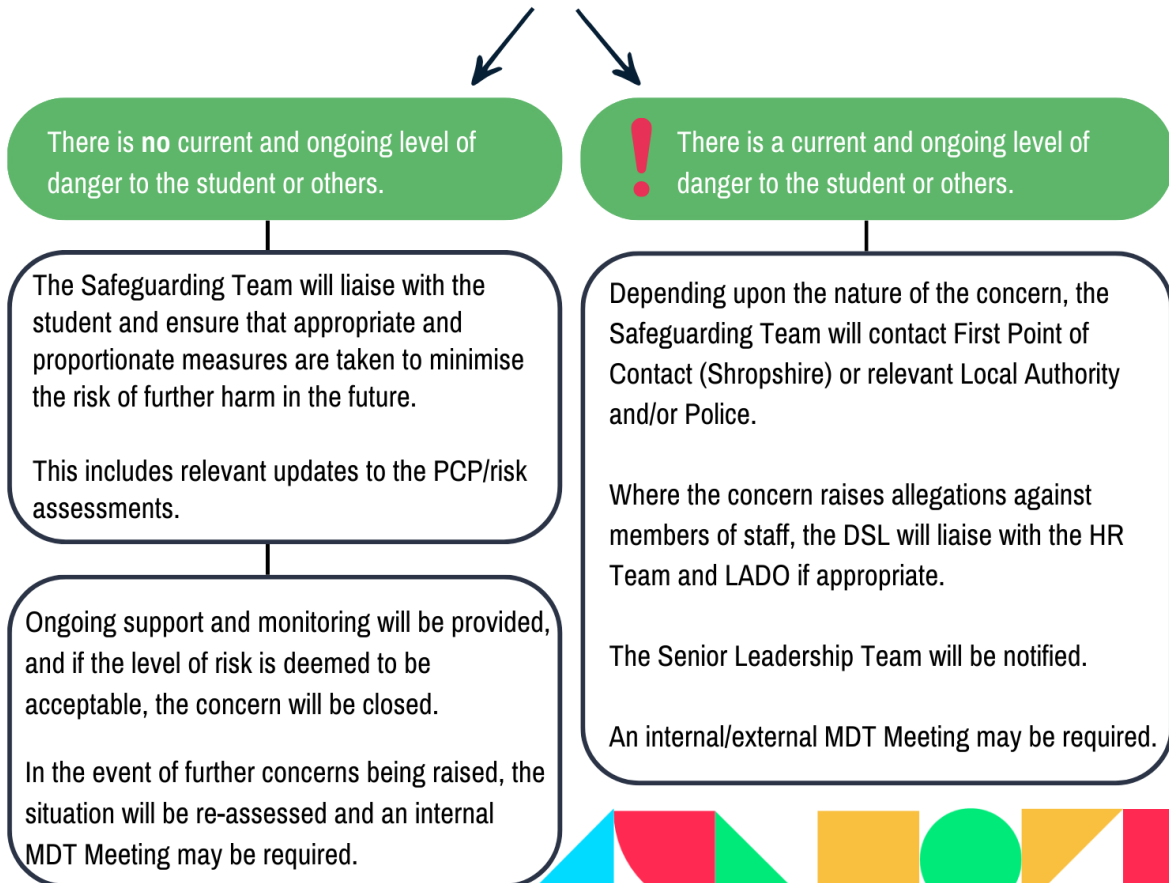 There is no current and ongoing level of
danger to the student or others.
The Safeguarding Team will liaise with the
student and ensure that appropriate and
proportionate measures are taken to minimise
the risk of further harm in the future.
This includes relevant updates to the PCP/risk
assessments.
Ongoing support and monitoring will be provided,
and if the level of risk is deemed to be
acceptable, the concern will be closed.
In the event of further concerns being raised, the
situation will be re-assessed and an internal
MDT Meeting may be required.
There is a current and ongoing level of
danger to the student or others.
Depending upon the nature of the concern, the
Safeguarding Team will contact First Point of
Contact (Shropshire) or relevant Local Authority
and/or Police.
Where the concern raises allegations against
members of staff, the DSL will liaise with the HR
Team and LADO if appropriate.
The Senior Leadership Team will be notified.
An internal/external MDT Meeting may be required.